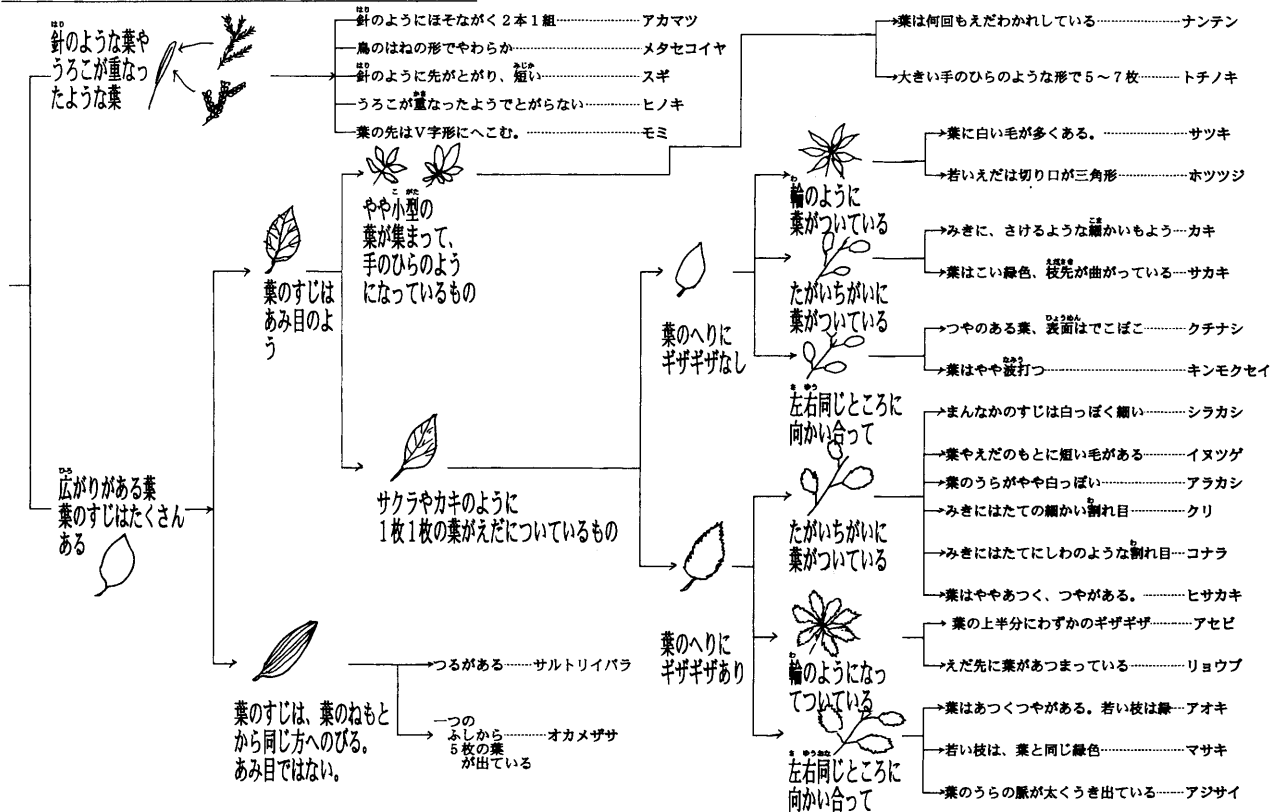 針のような葉や
うろこが重なっ
たような葉
針のようにほそながく2本1組 アカマツ
鳥のはねの形でやわらか メタセコイヤ
針のように先がとがり、短い スギ
うろこが重なったようでとがらない ヒノキ
葉の先はV字形にへこむ。 モミ
広がりがある葉
葉のすじはたくさん
ある
葉のすじは
あみ目のよ
う
やや小型の
葉が集まって、
手のひらのよう
になっているもの
葉は何回もえだわかれしている ナンテン
大きい手のひらのような形で5~7枚 トチノキ
サクラやカキのように
1枚1枚の葉がえだについているもの
葉のへりに
ギザギザなし
輪のように
葉がついている
葉に白い毛が多くある。 サツキ
若いえだは切り口が三角形 ホツツジ
たがいちがいに
葉がついている
みきに、さけるような細かいもよう カキ
葉はこい緑色、枝先が曲がっている サカキ
左右同じところに
向かい合って
つやのある葉、表面はでこぼこ クチナシ
葉はやや波打つ キンモクセイ
葉のへりに
ギザギザあり
たがいちがいに
葉がついている
まんなかのすじは白っぽく細い シラカシ
葉やえだのもとに短い毛がある イヌツゲ
葉のうらがやや白っぽい アラカシ
みきにはたての細かい割れ目 クリ
みきにはたてにしわのような割れ目 コナラ
葉はややあつく、つやがある。 ヒサカキ
輪のようになっ
てついている
葉の上半分にわずかのギザギザ アセビ
えだ先に葉があつまっている リョウブ
左右同じところに
向かい合って
葉はあつくつやがある。若い枝は緑 アオキ
若い枝は、葉と同じ緑色 マサキ
葉のうらの脈が太くうき出ている アジサイ
葉のすじは、葉のねもと
から同じ方へのびる。
あみ目ではない。
つるがある サルトリイバラ
一つの
ふしから オカメザサ
5枚の葉
が出ている